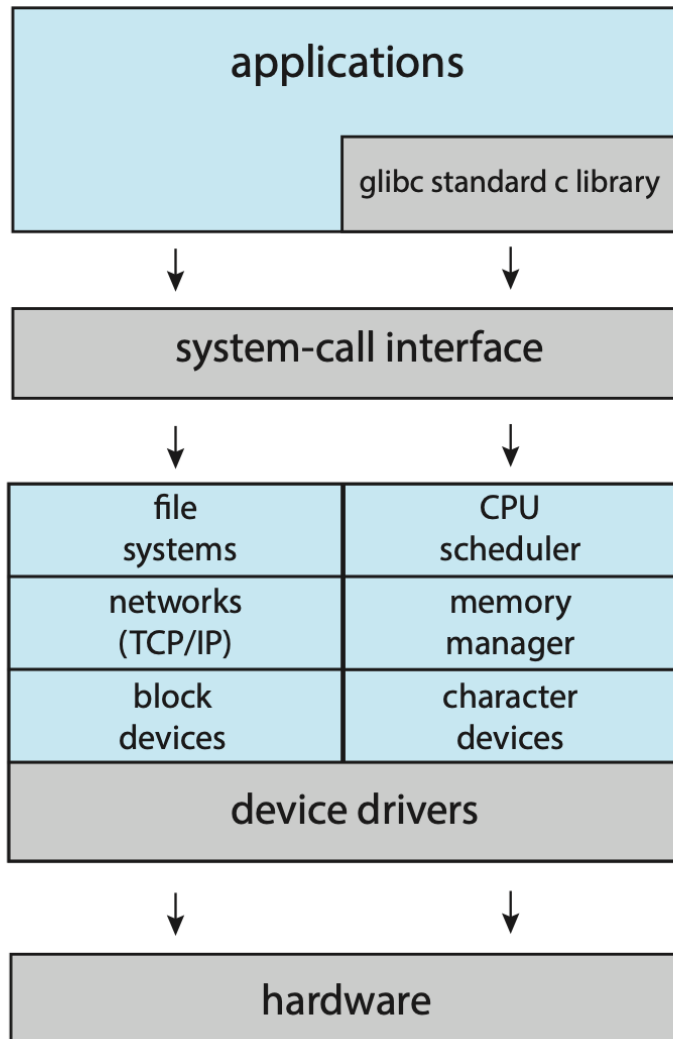 applications
glibc standard c library
system-call interface
file
systems
CPU
scheduler
networks
(TCP/IP)
memory
manager
block
devices
character
devices
device drivers
hardware